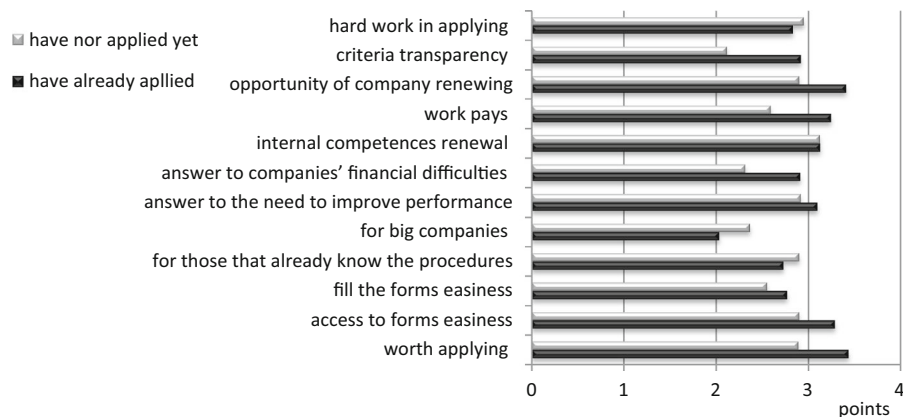 have nor applied yet
have already apllied
hard work in applying
criteria transparency
opportunity of company renewing
work pays
internal competences renewal
answer to companies’ financial difficulties
answer to the need to improve performance
for big companies
for those that already know the procedures
fill the forms easiness
access to forms easiness
worth applying
0 1 2 3 4
points